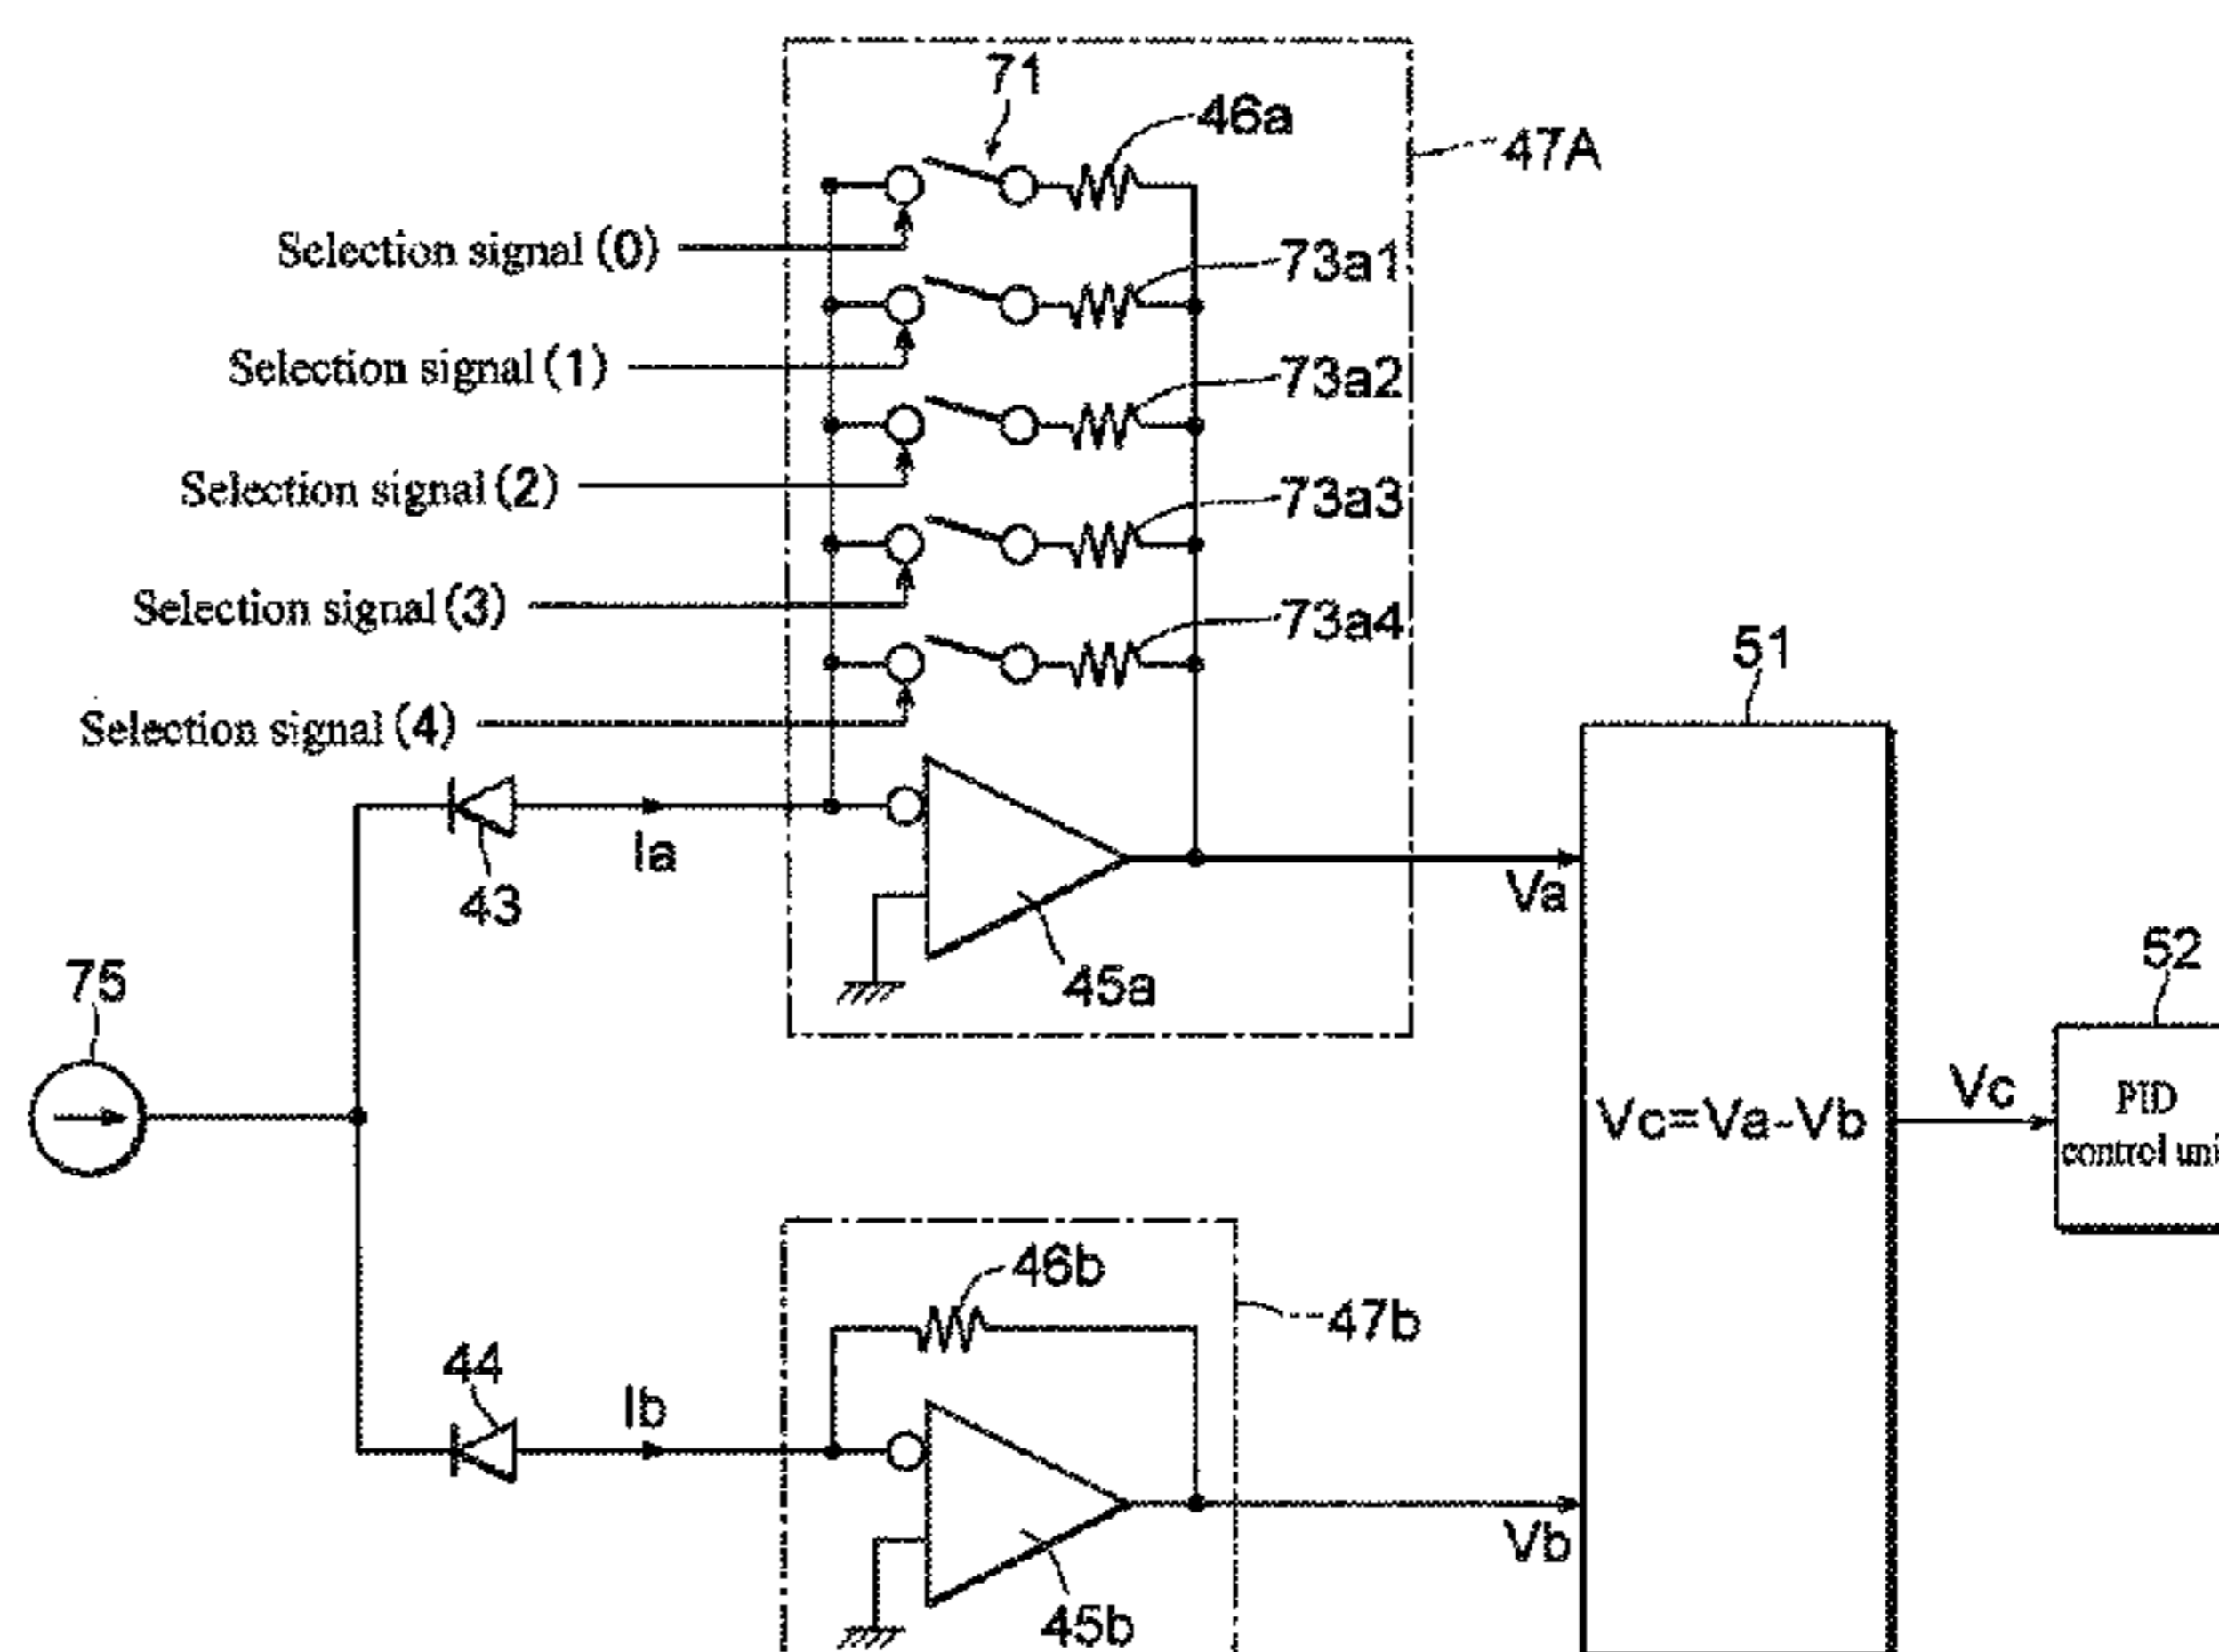 71
46a
47A
Selection signal (0)
73a1
Selection signal (1)
73a2
Selection signal (2)
73a3
Selection signal (3)
73a4
Selection signal (4)
51
Ia
43
Va
45a
52
75
Vc=Va-Vb
Vc
PID
control uni
46b
47b
44
Ib
Vb
45b